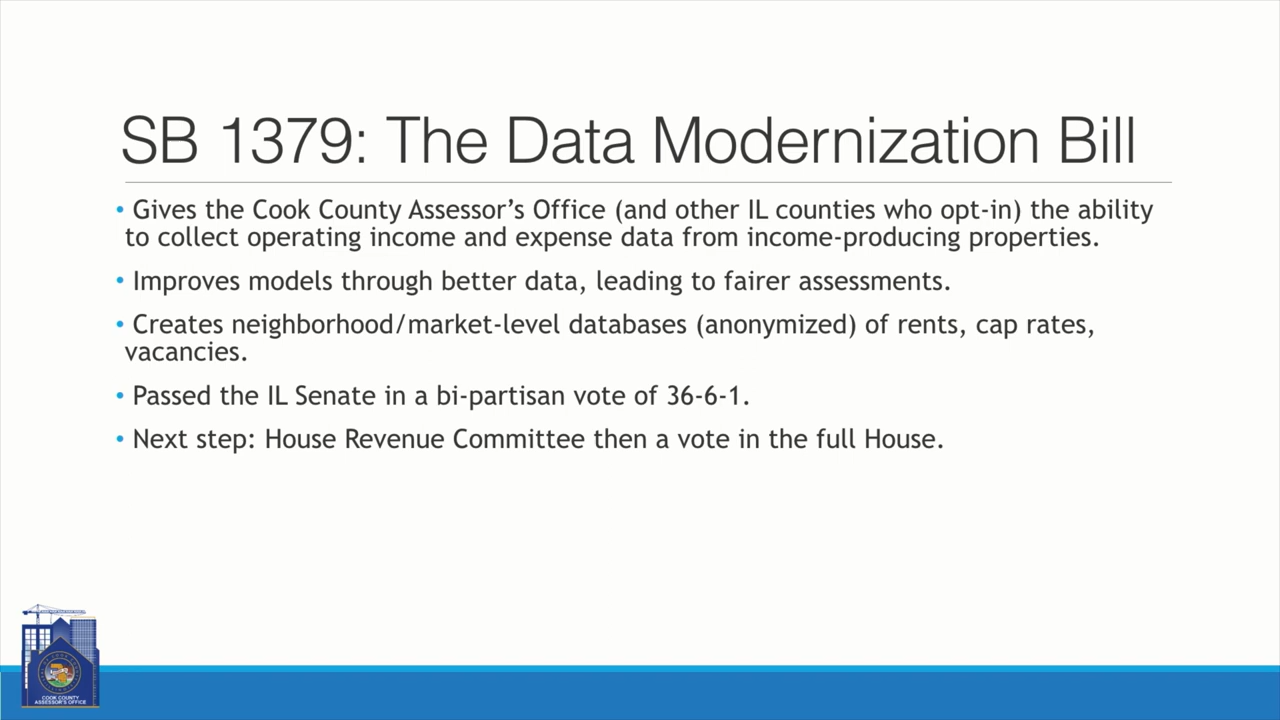 SB 1379: The Data Modernization Bill
• Gives the Cook County Assessor’s Office (and other IL counties who opt-in) the ability
to collect operating income and expense data from income-producing properties.
• Improves models through better data, leading to fairer assessments.
• Creates neighborhood/market-level databases (anonymized) of rents, cap rates,
vacancies.
• Passed the IL Senate in a bi-partisan vote of 36-6-1.
• Next step: House Revenue Committee then a vote in the full House.
COOK COUNTY
ASSESSOR'S OFFICE